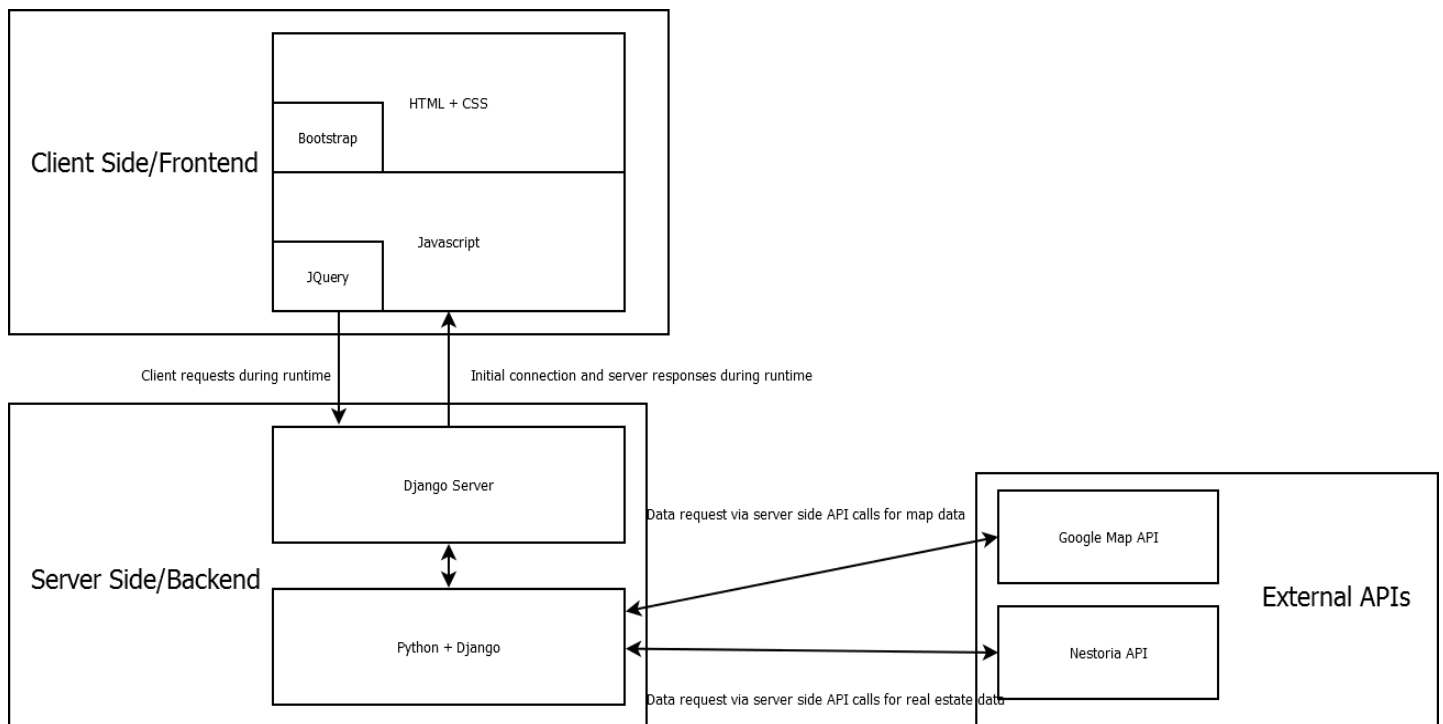 HTML + CSS
Bootstrap
Client Side/Frontend
Javascript
JQuery
Client requests during runtime
Initial connection and server responses during runtime
Django Server
Data request via server side API calls for map data
Google Map API
Server Side/Backend
External APIs
Python + Django
Nestoria API
Data request via server side API calls for real estate data